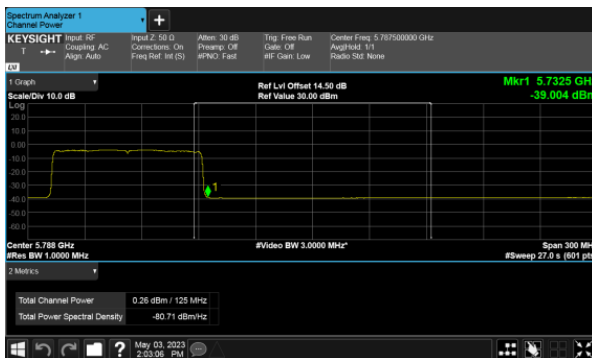 Spectrum Analyzer 1
Channel Power
+
KEYSIGHT Input: RF Input Z: 50 Ω Atten: 30 dB Trig: Free Run Center Freq: 5.787500000 GHz
T Coupling: AC Corrections: On Preamp: Off Gate: Off Avg|Hold: 1/1
Align: Auto Freq Ref: Int (S) #PNO: Fast #IF Gain: Low Radio Std: None
LXI
1 Graph Ref Lvl Offset 14.50 dB Mkr1 5.7325 GH
Scale/Div 10.0 dB Ref Value 30.00 dBm -39.004 dBm
Log
20.0
10.0
0.00
-10.0
-20.0
-30.0
1
-40.0
-50.0
-60.0
Center 5.788 GHz #Video BW 3.0000 MHz* Span 300 MH
#Res BW 1.0000 MHz #Sweep 27.0 s (601 pts
2 Metrics
Total Channel Power 0.26 dBm / 125 MHz
Total Power Spectral Density -80.71 dBm/Hz
? May 03, 2023
2:03:06 PM